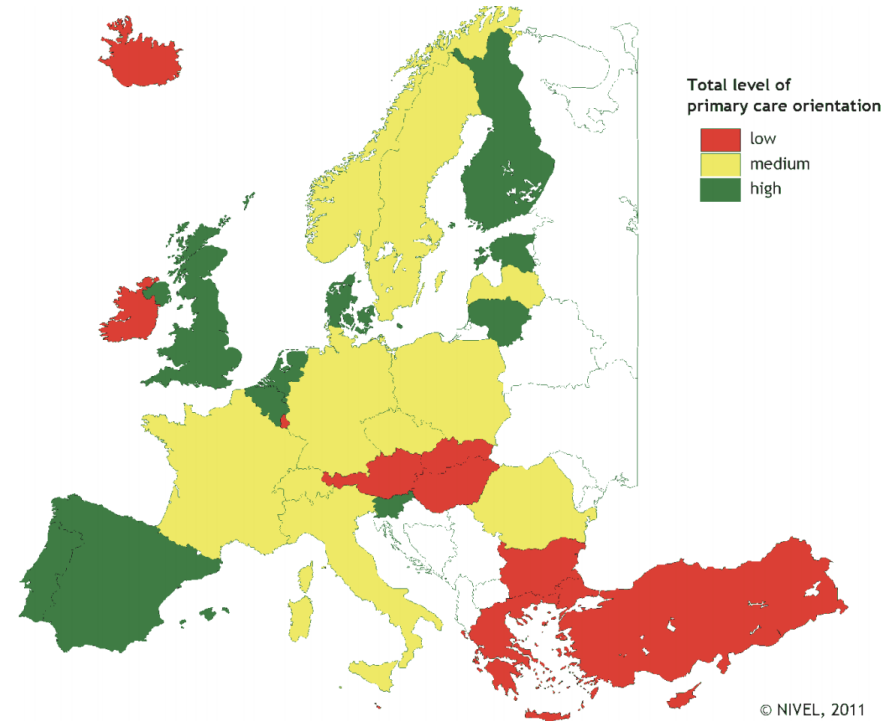 Total level of
primary care orientation
low
medium
high
© NIVEL, 2011